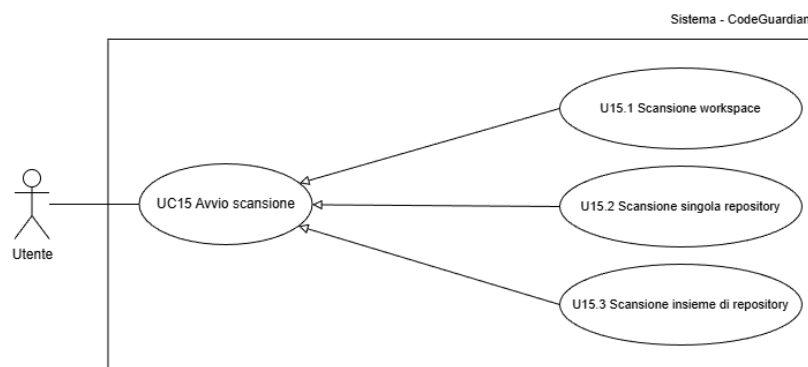 Sistema - CodeGuardian
U15.1 Scansione workspace
UC15 Avvio scansione
U15.2 Scansione singola repository
Utente
U15.3 Scansione insieme di repository